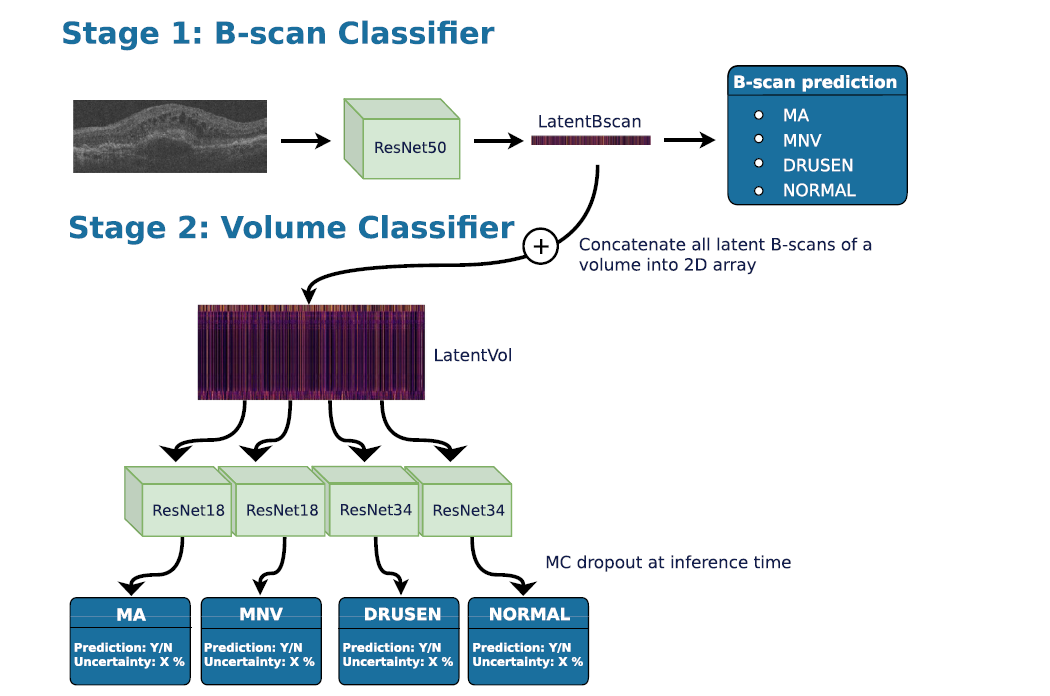 Stage 1: B-scan Classifier
B-scan prediction
MA
MNV
DRUSEN
NORMAL
ResNet50
LatentBscan
Stage 2: Volume Classifier
+
Concatenate all latent B-scans of a
volume into 2D array
LatentVol
ResNet18
ResNet18
ResNet34
ResNet34
MC dropout at inference time
MA
Prediction: Y/N
Uncertainty: X %
MNV
Prediction: Y/N
Uncertainty: X %
DRUSEN
Prediction: Y/N
Uncertainty: X %
NORMAL
Prediction: Y/N
Uncertainty: X %